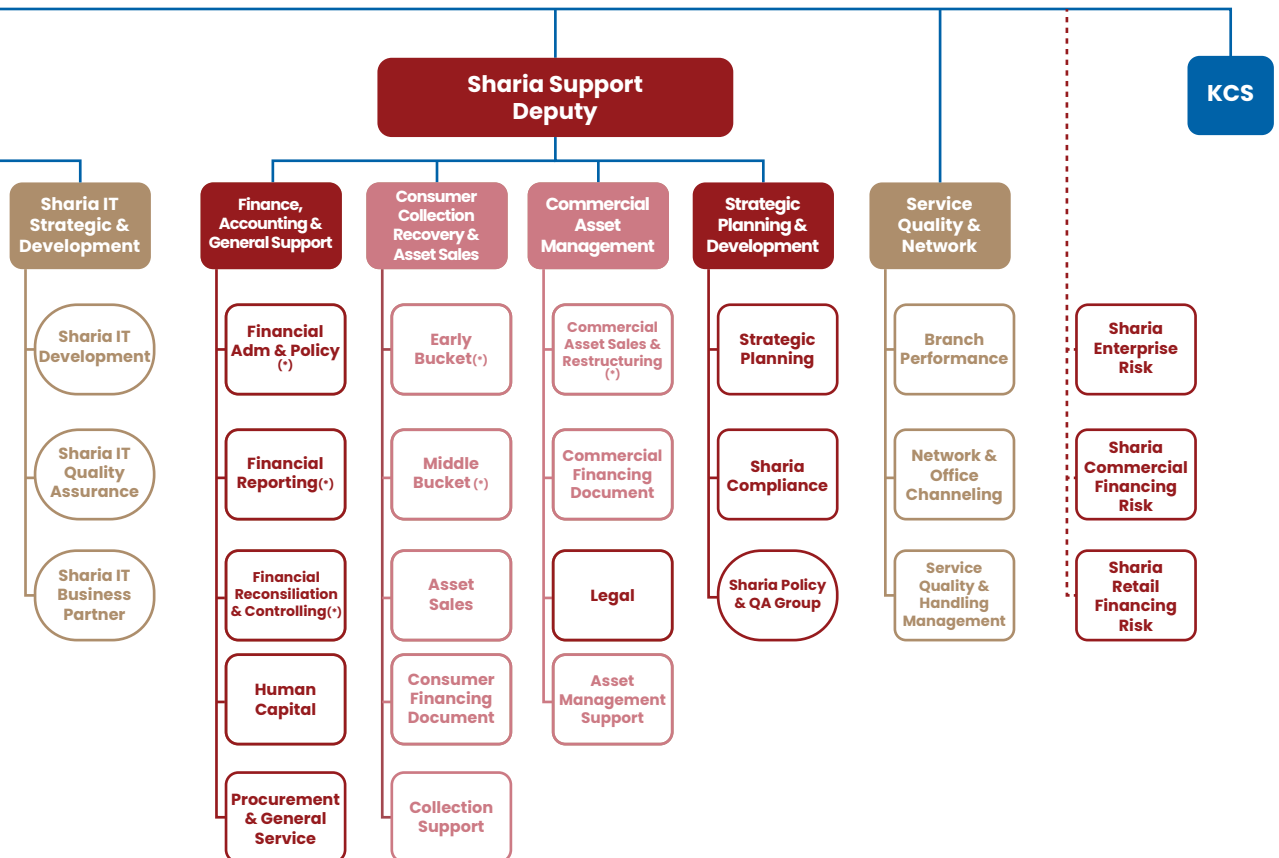 Sharia Support
Deputy
KCS
Sharia IT
Strategic &
Development
Sharia IT
Development
Sharia IT
Quality
Assurance
Sharia IT
Business
Partner
Finance,
Accounting &
General Support
Financial
Adm & Policy
(*)
Financial
Reporting(*)
Financial
Reconsiliation
& Controlling(*)
Human
Capital
Procurement
& General
Service
Consumer
Collection
Recovery &
Asset Sales
Early
Bucket(*)
Middle
Bucket (*)
Asset
Sales
Consumer
Financing
Document
Collection
Support
Commercial
Asset
Management
Commercial
Asset Sales &
Restructuring
(*)
Commercial
Financing
Document
Legal
Asset
Management
Support
Strategic
Planning &
Development
Strategic
Planning
Sharia
Compliance
Sharia Policy
& QA Group
Service
Quality &
Network
Branch
Performance
Network &
Office
Channeling
Service
Quality &
Handling
Management
Sharia
Enterprise
Risk
Sharia
Commercial
Financing
Risk
Sharia
Retail
Financing
Risk